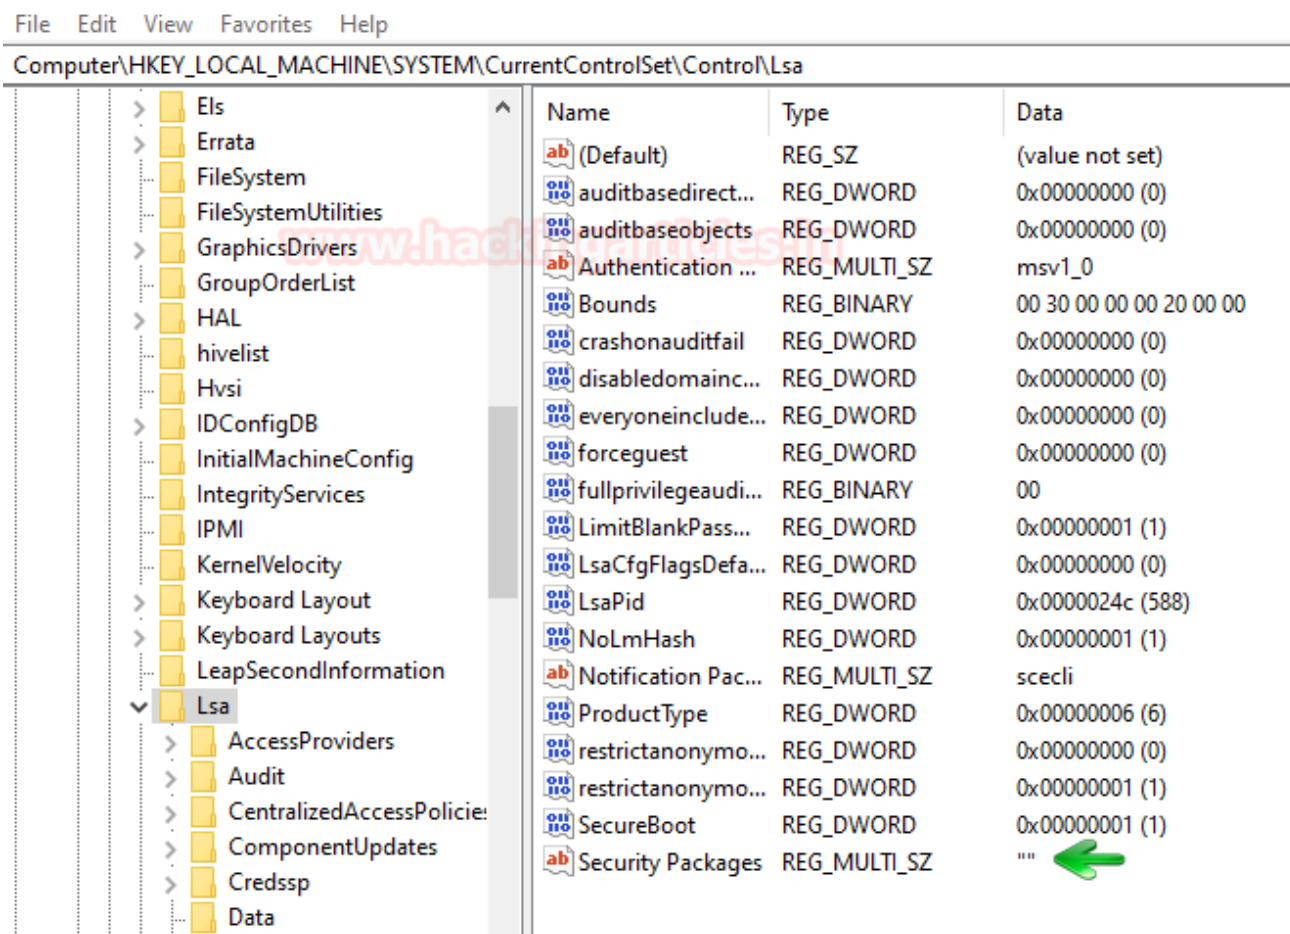 File Edit View Favorites Help
Computer\HKEY_LOCAL_MACHINE\SYSTEM\CurrentControlSet\Control\Lsa
Els
Errata
FileSystem
FileSystemUtilities
GraphicsDrivers
GroupOrderList
HAL
hivelist
Hvsi
IDConfigDB
InitialMachineConfig
IntegrityServices
IPMI
KernelVelocity
Keyboard Layout
Keyboard Layouts
LeapSecondInformation
Lsa
AccessProviders
Audit
CentralizedAccessPolicie
ComponentUpdates
Credssp
Data
Name Type Data
(Default) REG_SZ (value not set)
auditbasedirect... REG_DWORD 0x00000000 (0)
auditbaseobjects REG_DWORD 0x00000000 (0)
Authentication ... REG_MULTI_SZ msv1_0
Bounds REG_BINARY 00 30 00 00 00 20 00 00
crashonauditfail REG_DWORD 0x00000000 (0)
disabledomainc... REG_DWORD 0x00000000 (0)
everyoneinclude... REG_DWORD 0x00000000 (0)
forceguest REG_DWORD 0x00000000 (0)
fullprivilegeaudi... REG_BINARY 00
LimitBlankPass... REG_DWORD 0x00000001 (1)
LsaCfgFlagsDefa... REG_DWORD 0x00000000 (0)
LsaPid REG_DWORD 0x0000024c (588)
NoLmHash REG_DWORD 0x00000001 (1)
Notification Pac... REG_MULTI_SZ scecli
ProductType REG_DWORD 0x00000006 (6)
restrictanonymo... REG_DWORD 0x00000000 (0)
restrictanonymo... REG_DWORD 0x00000001 (1)
SecureBoot REG_DWORD 0x00000001 (1)
Security Packages REG_MULTI_SZ ""
www.hackingarticles.in